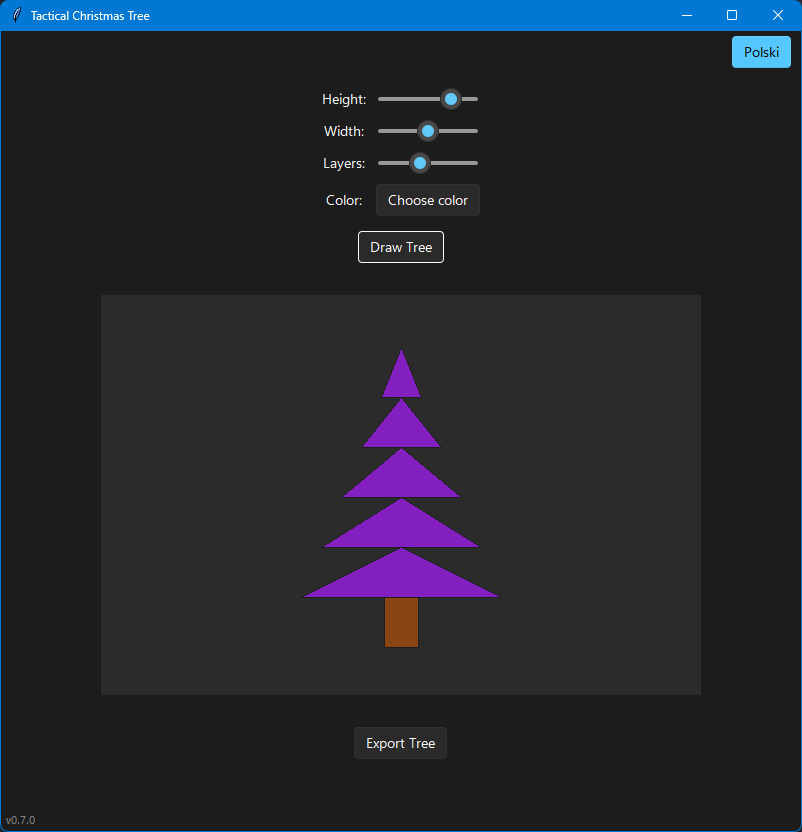 Tactical Christmas Tree
Polski
Height:
Width:
Layers:
Color: Choose color
Draw Tree
Export Tree
v0.7.0